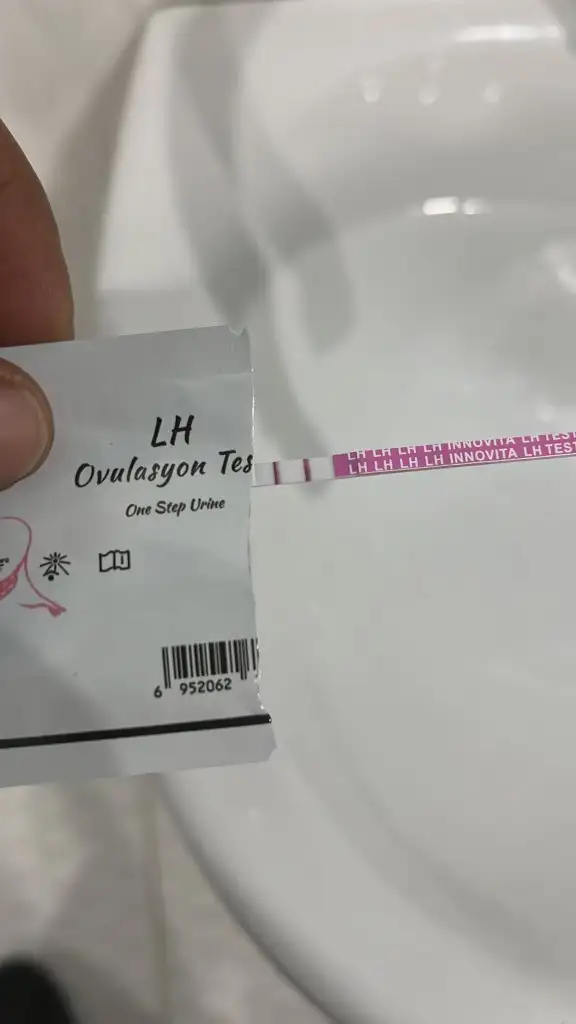 LH
Ovulasyon Tes
One Step Urine
6 952062
LH LH LH LH INNOVITA LH TEST
LH LH LH LH INNOVITA LH TEST